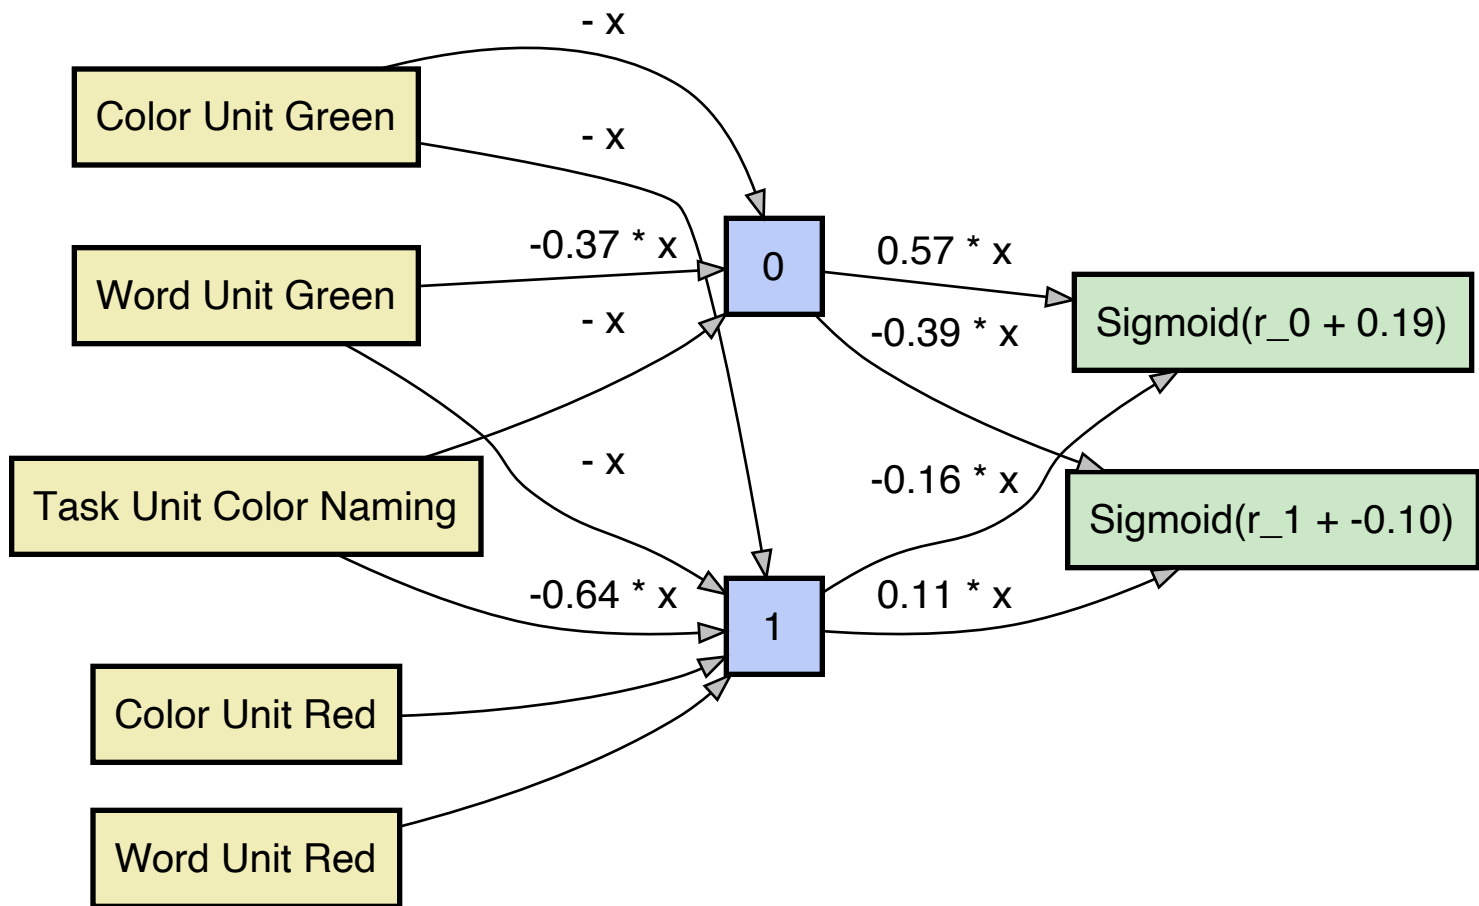 - x
Color Unit Green
- x
-0.37 * x
0
0.57 * x
Word Unit Green
- x
-0.39 * x
Sigmoid(r_0 + 0.19)
- x
-0.16 * x
Task Unit Color Naming
Sigmoid(r_1 + -0.10)
-0.64 * x
1
0.11 * x
Color Unit Red
Word Unit Red